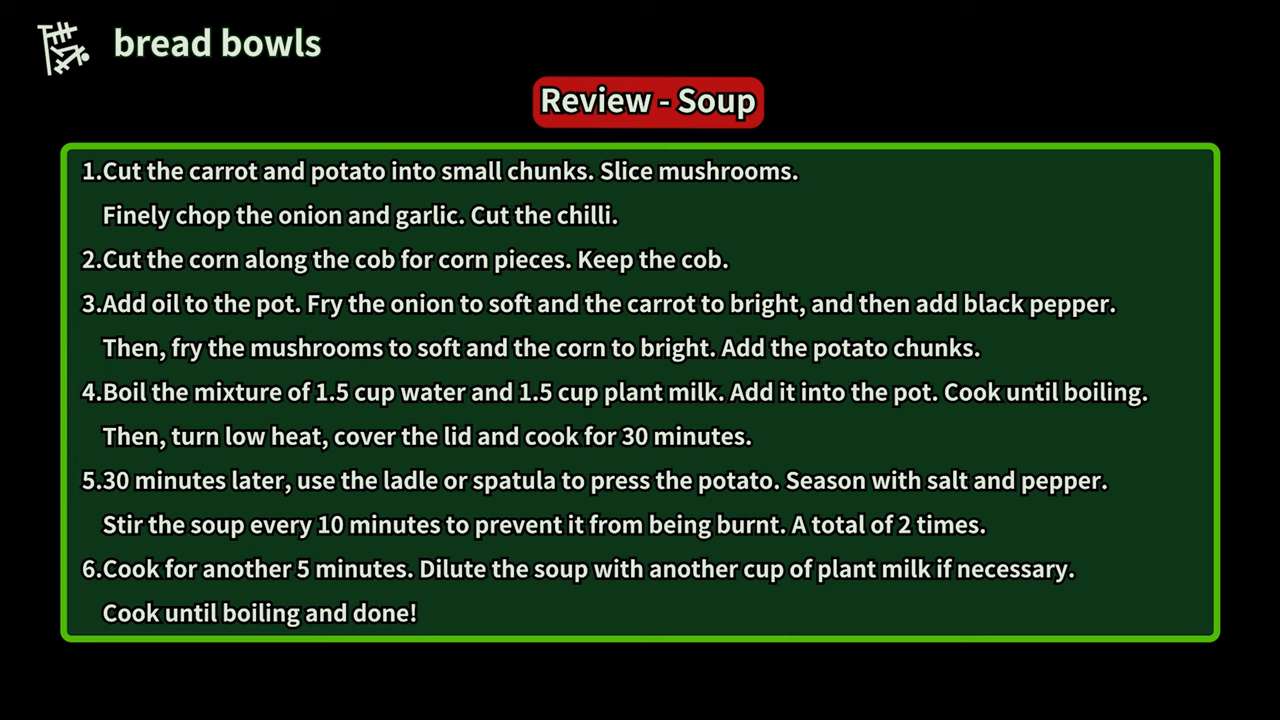 bread bowls
Review - Soup
1.Cut the carrot and potato into small chunks. Slice mushrooms.
Finely chop the onion and garlic. Cut the chilli.
2.Cut the corn along the cob for corn pieces. Keep the cob.
3.Add oil to the pot. Fry the onion to soft and the carrot to bright, and then add black pepper.
Then, fry the mushrooms to soft and the corn to bright. Add the potato chunks.
4.Boil the mixture of 1.5 cup water and 1.5 cup plant milk. Add it into the pot. Cook until boiling.
Then, turn low heat, cover the lid and cook for 30 minutes.
5.30 minutes later, use the ladle or spatula to press the potato. Season with salt and pepper.
Stir the soup every 10 minutes to prevent it from being burnt. A total of 2 times.
6.Cook for another 5 minutes. Dilute the soup with another cup of plant milk if necessary.
Cook until boiling and done!